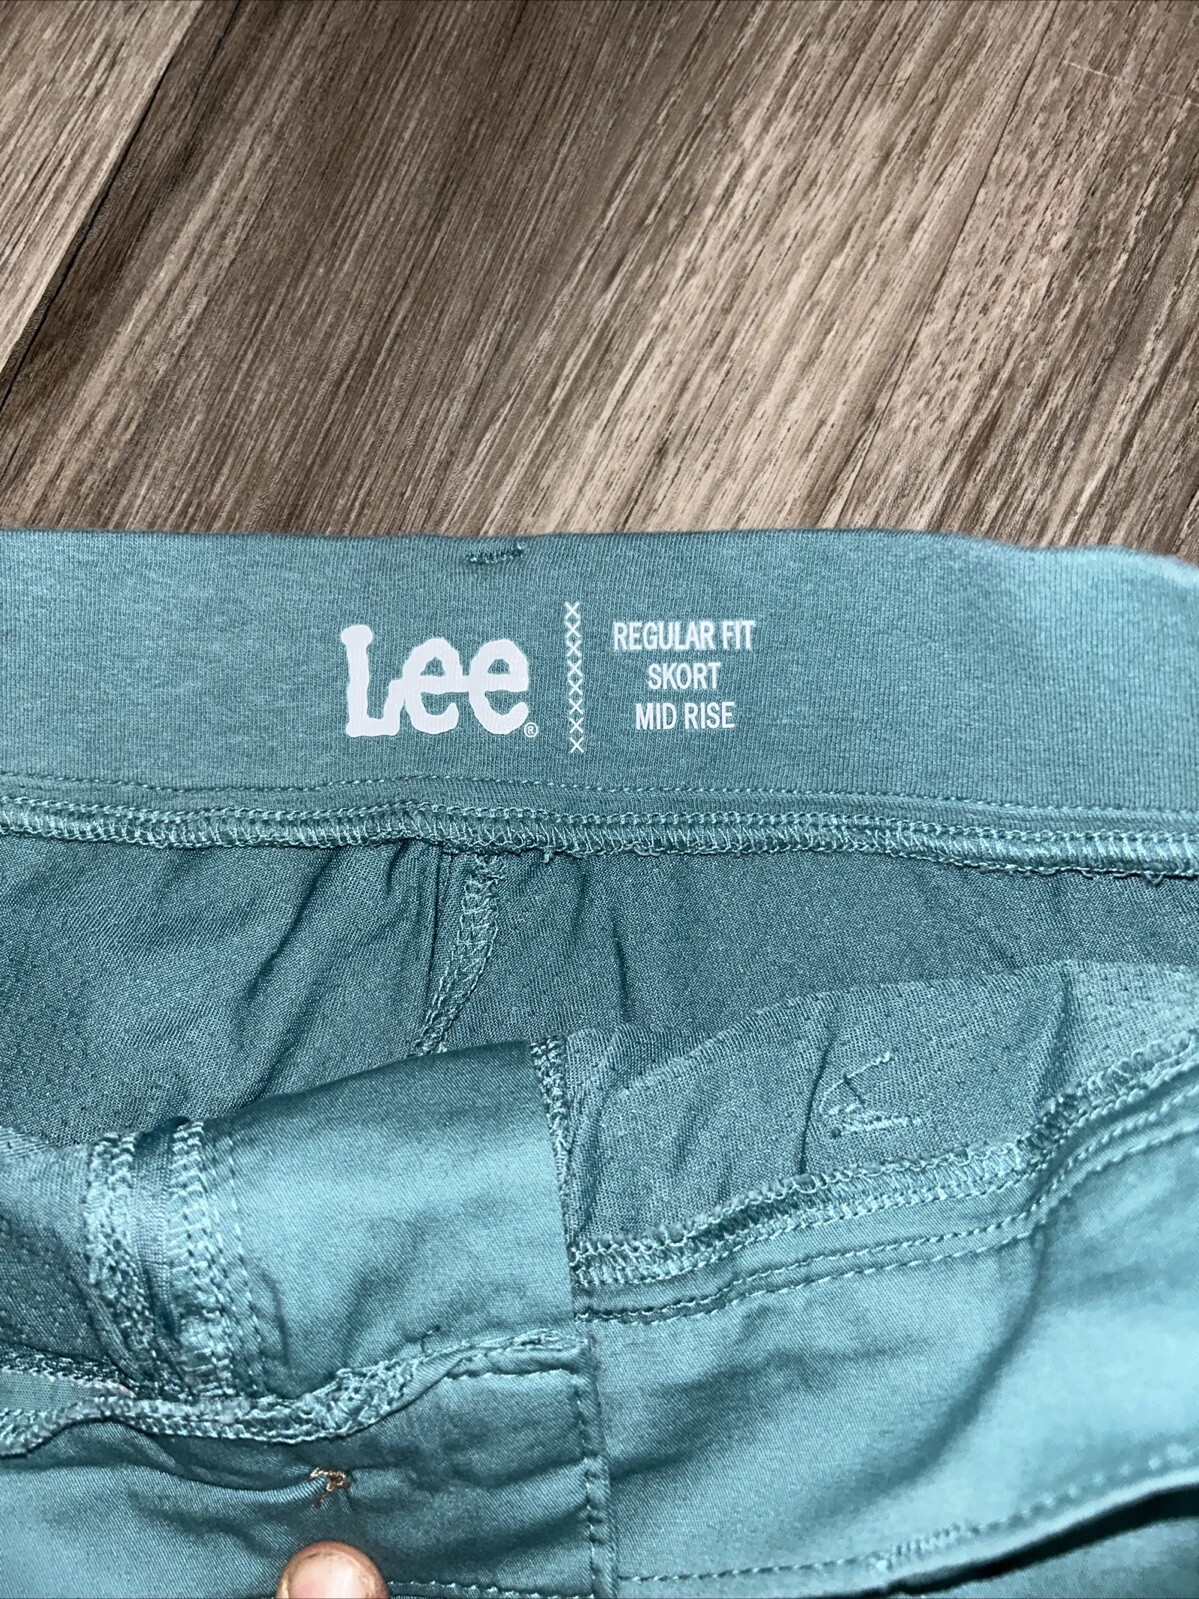 Lee®
REGULAR FIT
SKORT
MID RISE